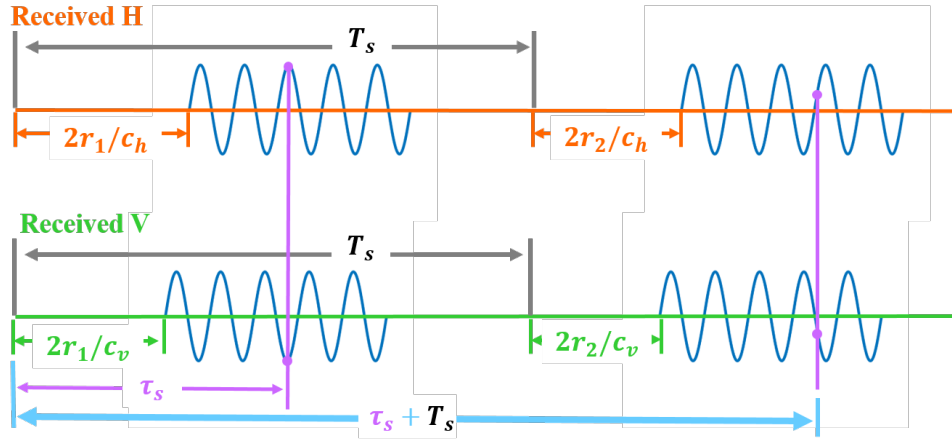 Received H
T_s
2r_1/c_h
2r_2/c_h
Received V
T_s
2r_1/c_v
2r_2/c_v
τ_s
τ_s + T_s